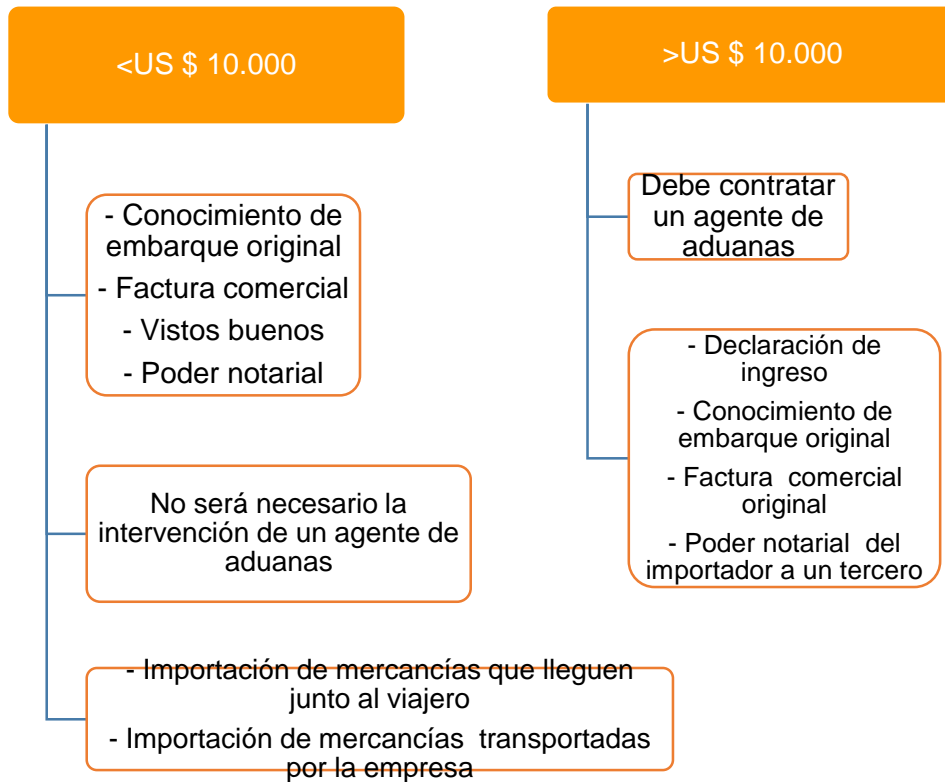 <US $ 10.000
- Conocimiento de
embarque original
- Factura comercial
- Vistos buenos
- Poder notarial
No será necesario la
intervención de un agente de
aduanas
- Importación de mercancías que lleguen
junto al viajero
- Importación de mercancías transportadas
por la empresa
>US $ 10.000
Debe contratar
un agente de
aduanas
- Declaración de
ingreso
- Conocimiento de
embarque original
- Factura comercial
original
- Poder notarial del
importador a un tercero